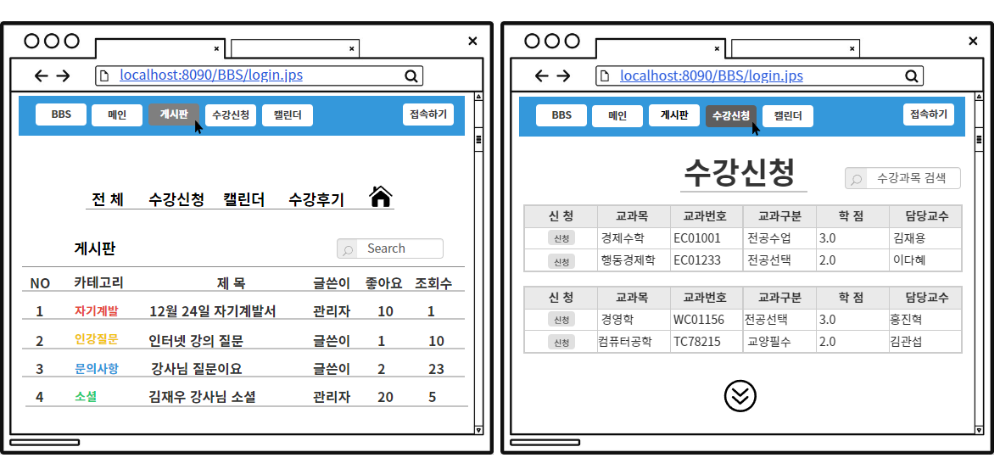 localhost:8090/BBS/login.jps
BBS 메인 게시판 수강신청 캘린더 접속하기
전 체 수강신청 캘린더 수강후기
게시판 Search
NO 카테고리 제 목 글쓴이 좋아요 조회수
1 자기계발 12월 24일 자기계발서 관리자 10 1
2 인강질문 인터넷 강의 질문 글쓴이 1 10
3 문의사항 강사님 질문이요 글쓴이 2 23
4 소셜 김재우 강사님 소셜 관리자 20 5
localhost:8090/BBS/login.jps
BBS 메인 게시판 수강신청 캘린더 접속하기
수강신청 수강과목 검색
신 청 교과목 교과번호 교과구분 학 점 담당교수
신청 경제수학 EC01001 전공수업 3.0 김재용
신청 행동경제학 EC01233 전공선택 2.0 이다혜
신 청 교과목 교과번호 교과구분 학 점 담당교수
신청 경영학 WC01156 전공선택 3.0 홍진혁
신청 컴퓨터공학 TC78215 교양필수 2.0 김관섭